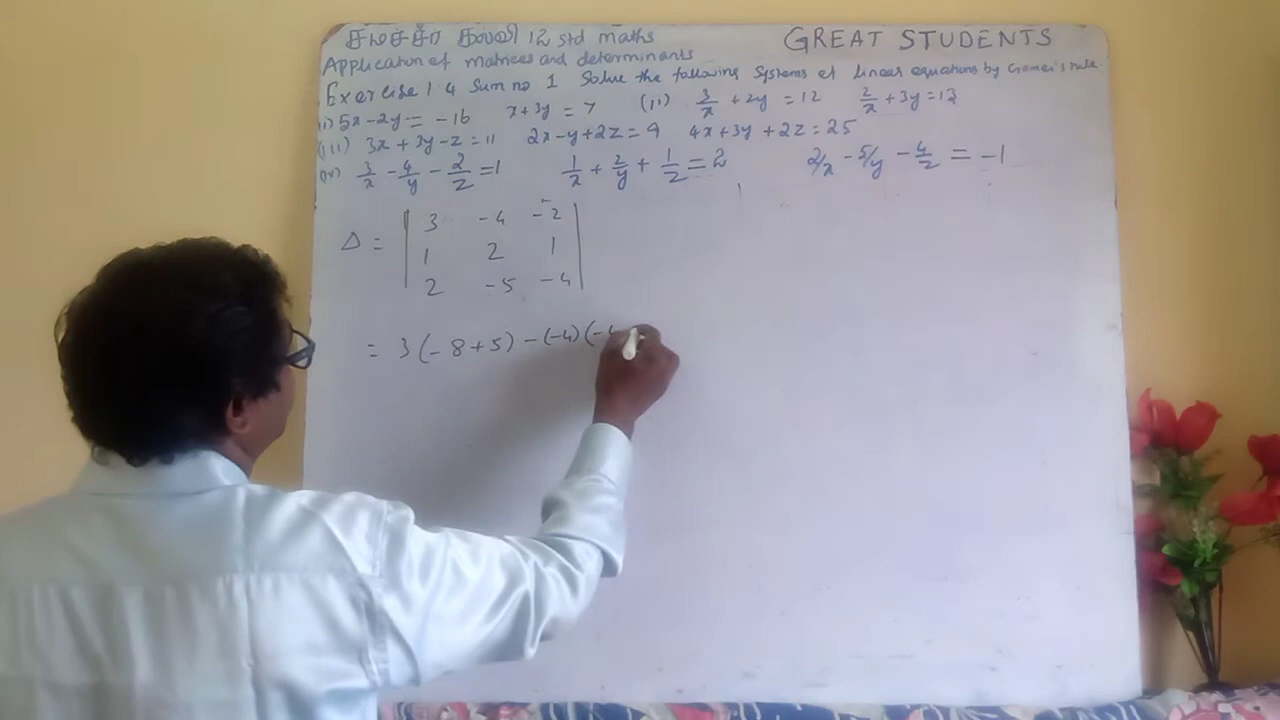 சமச்சீர் கல்வி 12 std maths GREAT STUDENTS
Application of matrices and determinants
Exercise 1.4 Sum no 1 Solve the following systems of linear equations by Cramer's rule
(i) 5x-2y = -16 x+3y = 7 (ii) 3/x + 2y = 12 2/x + 3y = 13
(iii) 3x + 3y - z = 11 2x - y + 2z = 9 4x + 3y + 2z = 25
(iv) 3/x - 4/y - 2/z = 1 1/x + 2/y + 1/z = 2 2/x - 5/y - 4/z = -1
Δ = | 3 -4 -2 |
| 1 2 1 |
| 2 -5 -4 |
= 3 (-8+5) - (-4) (-4